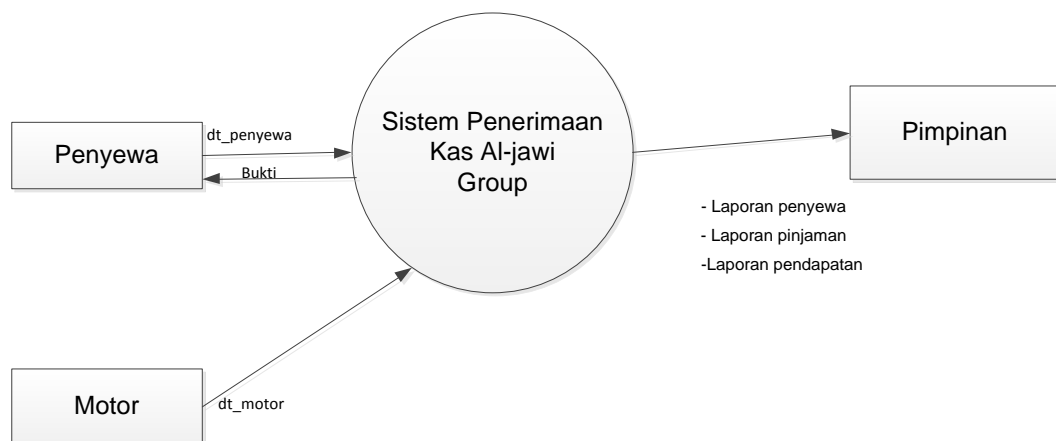 Penyewa
dt_penyewa
Bukti
Sistem Penerimaan
Kas Al-jawi
Group
Pimpinan
- Laporan penyewa
- Laporan pinjaman
-Laporan pendapatan
Motor
dt_motor